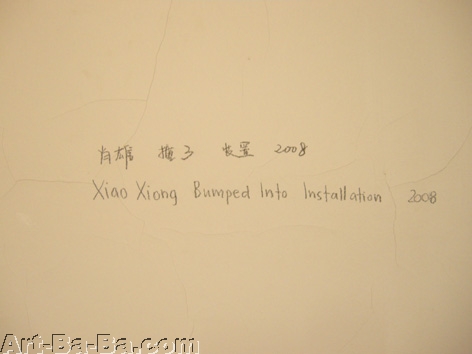 肖雄 撞了 装置 2008
Xiao Xiong Bumped Into Installation 2008
Art-Ba-Ba.com